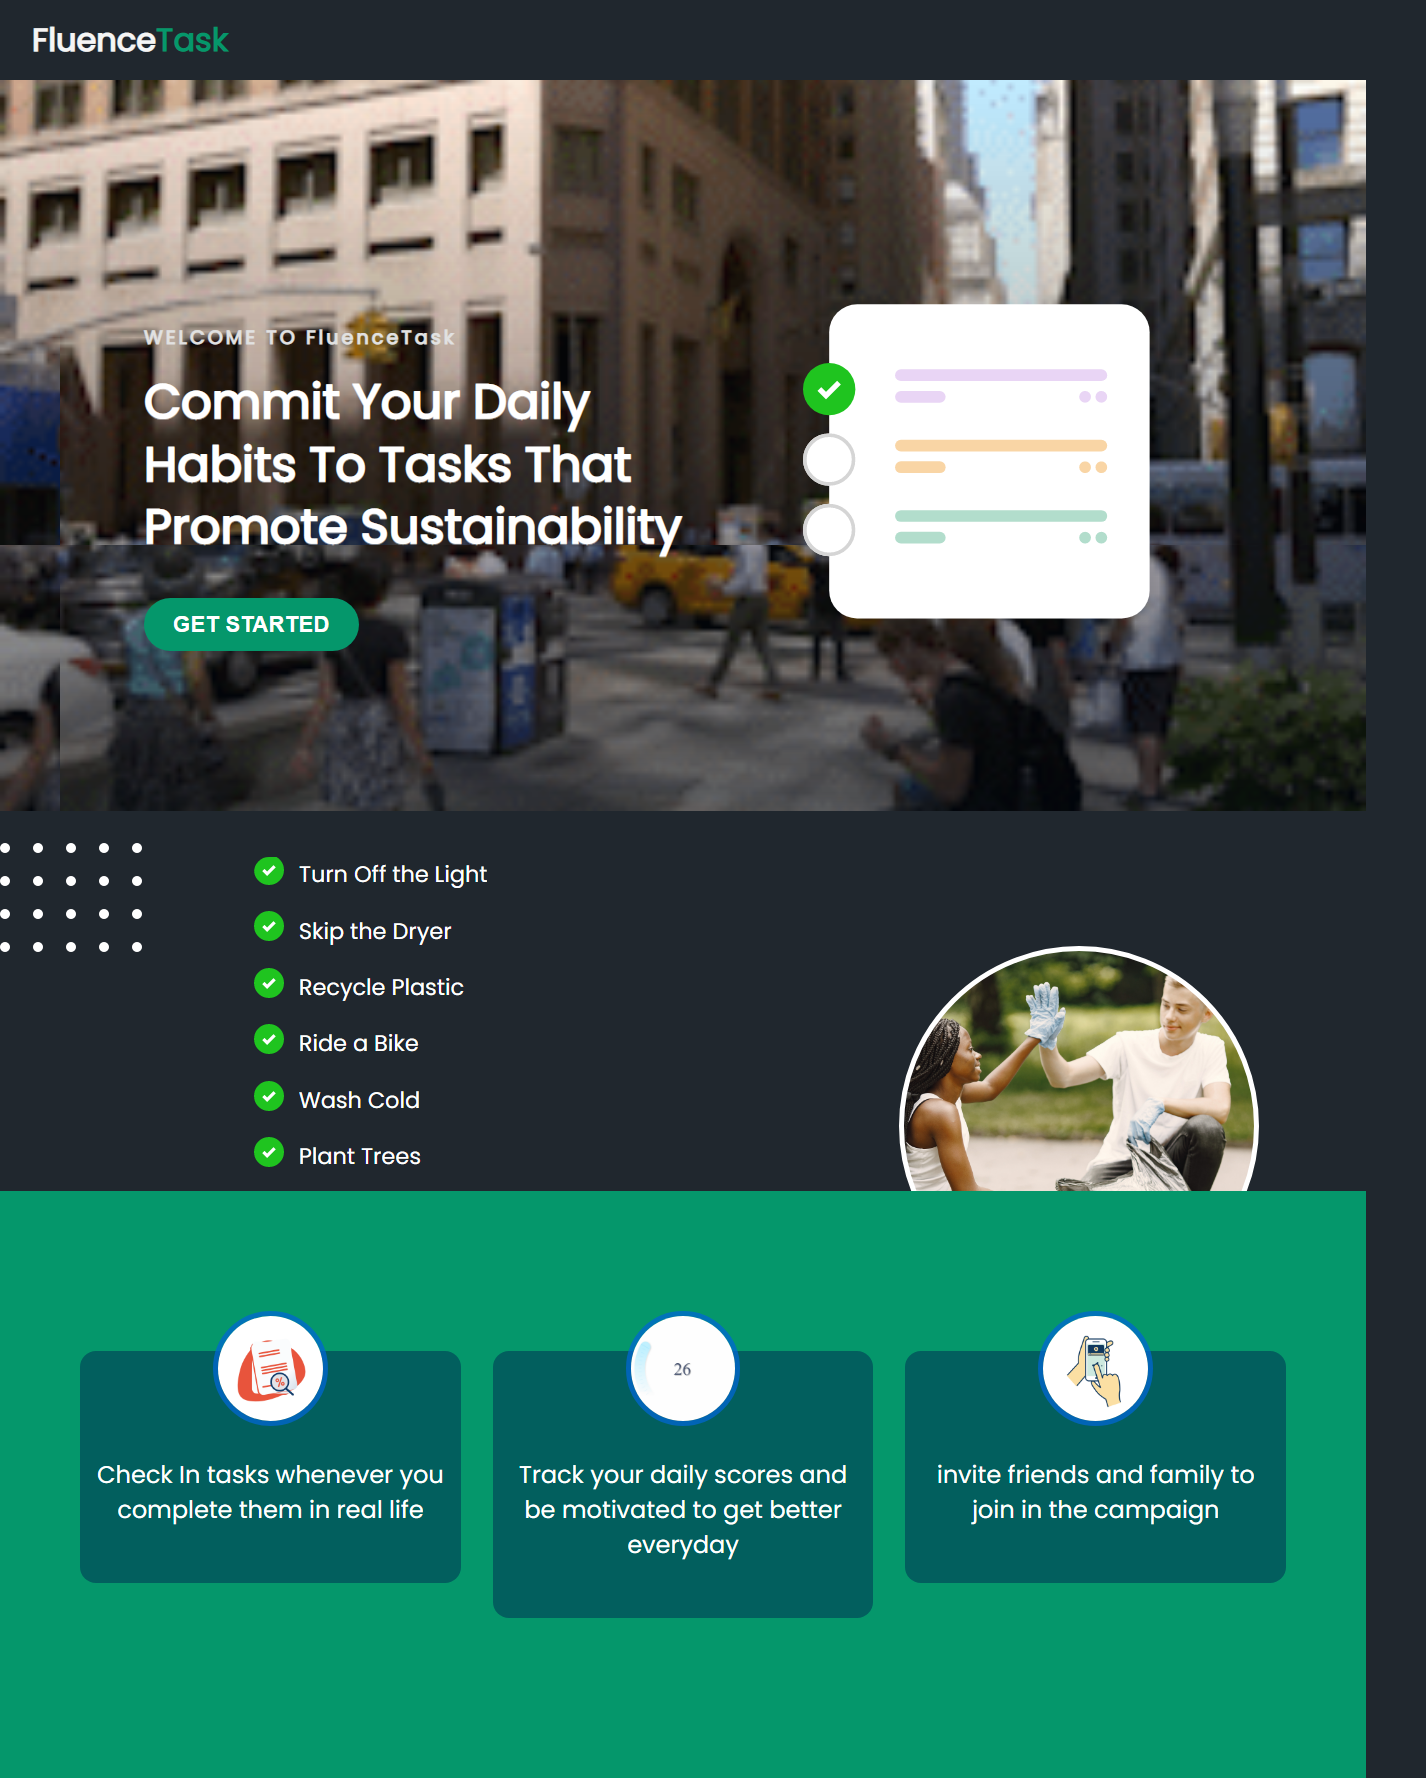 FluenceTask
WELCOME TO FluenceTask
Commit Your Daily
Habits To Tasks That
Promote Sustainability
GET STARTED
Turn Off the Light
Skip the Dryer
Recycle Plastic
Ride a Bike
Wash Cold
Plant Trees
%
Check In tasks whenever you
complete them in real life
26
Track your daily scores and
be motivated to get better
everyday
invite friends and family to
join in the campaign